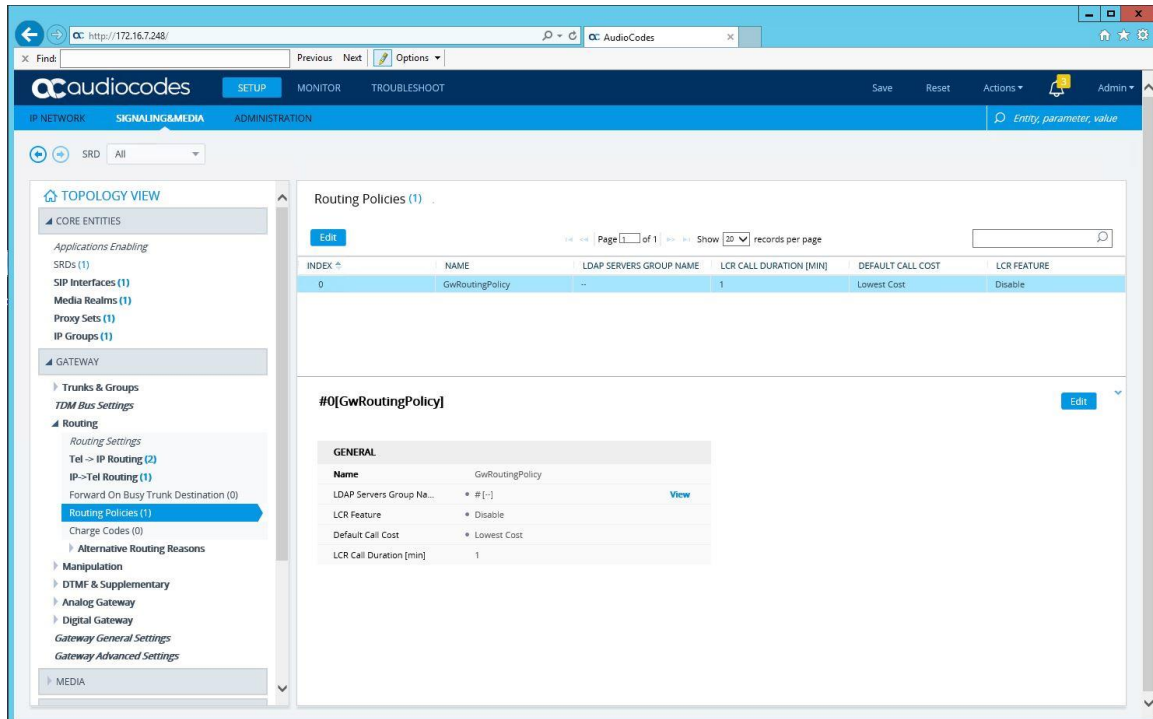 http://172.16.7.248/
AudioCodes
× Find:
Previous Next Options
audiocodes SETUP MONITOR TROUBLESHOOT Save Reset Actions 3 Admin
IP NETWORK SIGNALING&MEDIA ADMINISTRATION Entity, parameter, value
SRD All
TOPOLOGY VIEW
CORE ENTITIES
Applications Enabling
SRDs (1)
SIP Interfaces (1)
Media Realms (1)
Proxy Sets (1)
IP Groups (1)
GATEWAY
Trunks & Groups
TDM Bus Settings
Routing
Routing Settings
Tel -> IP Routing (2)
IP->Tel Routing (1)
Forward On Busy Trunk Destination (0)
Routing Policies (1)
Charge Codes (0)
Alternative Routing Reasons
Manipulation
DTMF & Supplementary
Analog Gateway
Digital Gateway
Gateway General Settings
Gateway Advanced Settings
MEDIA
Routing Policies (1)
Edit Page 1 of 1 Show 20 records per page
INDEX NAME LDAP SERVERS GROUP NAME LCR CALL DURATION [MIN] DEFAULT CALL COST LCR FEATURE
0 GwRoutingPolicy -- 1 Lowest Cost Disable
#0[GwRoutingPolicy] Edit
GENERAL
Name GwRoutingPolicy
LDAP Servers Group Na... # [--] View
LCR Feature Disable
Default Call Cost Lowest Cost
LCR Call Duration [min] 1